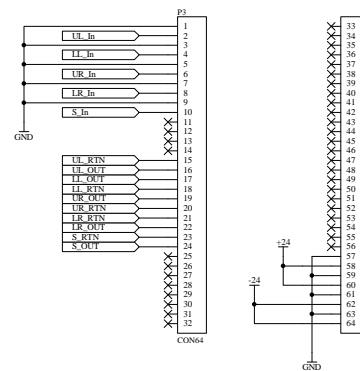 P3
1
UL_In 2
3
LL_In 4
5
UR_In 6
7
LR_In 8
9
S_In 10
11
GND 12
13
14
UL_RTN 15
UL_OUT 16
LL_OUT 17
LL_RTN 18
UR_OUT 19
UR_RTN 20
LR_RTN 21
LR_OUT 22
S_RTN 23
S_OUT 24
25
26
27
28
29
30
31
32
CON64
33
34
35
36
37
38
39
40
41
42
43
44
45
46
47
48
49
50
51
52
53
54
55
+24 56
57
58
59
-24 60
61
62
63
64
GND